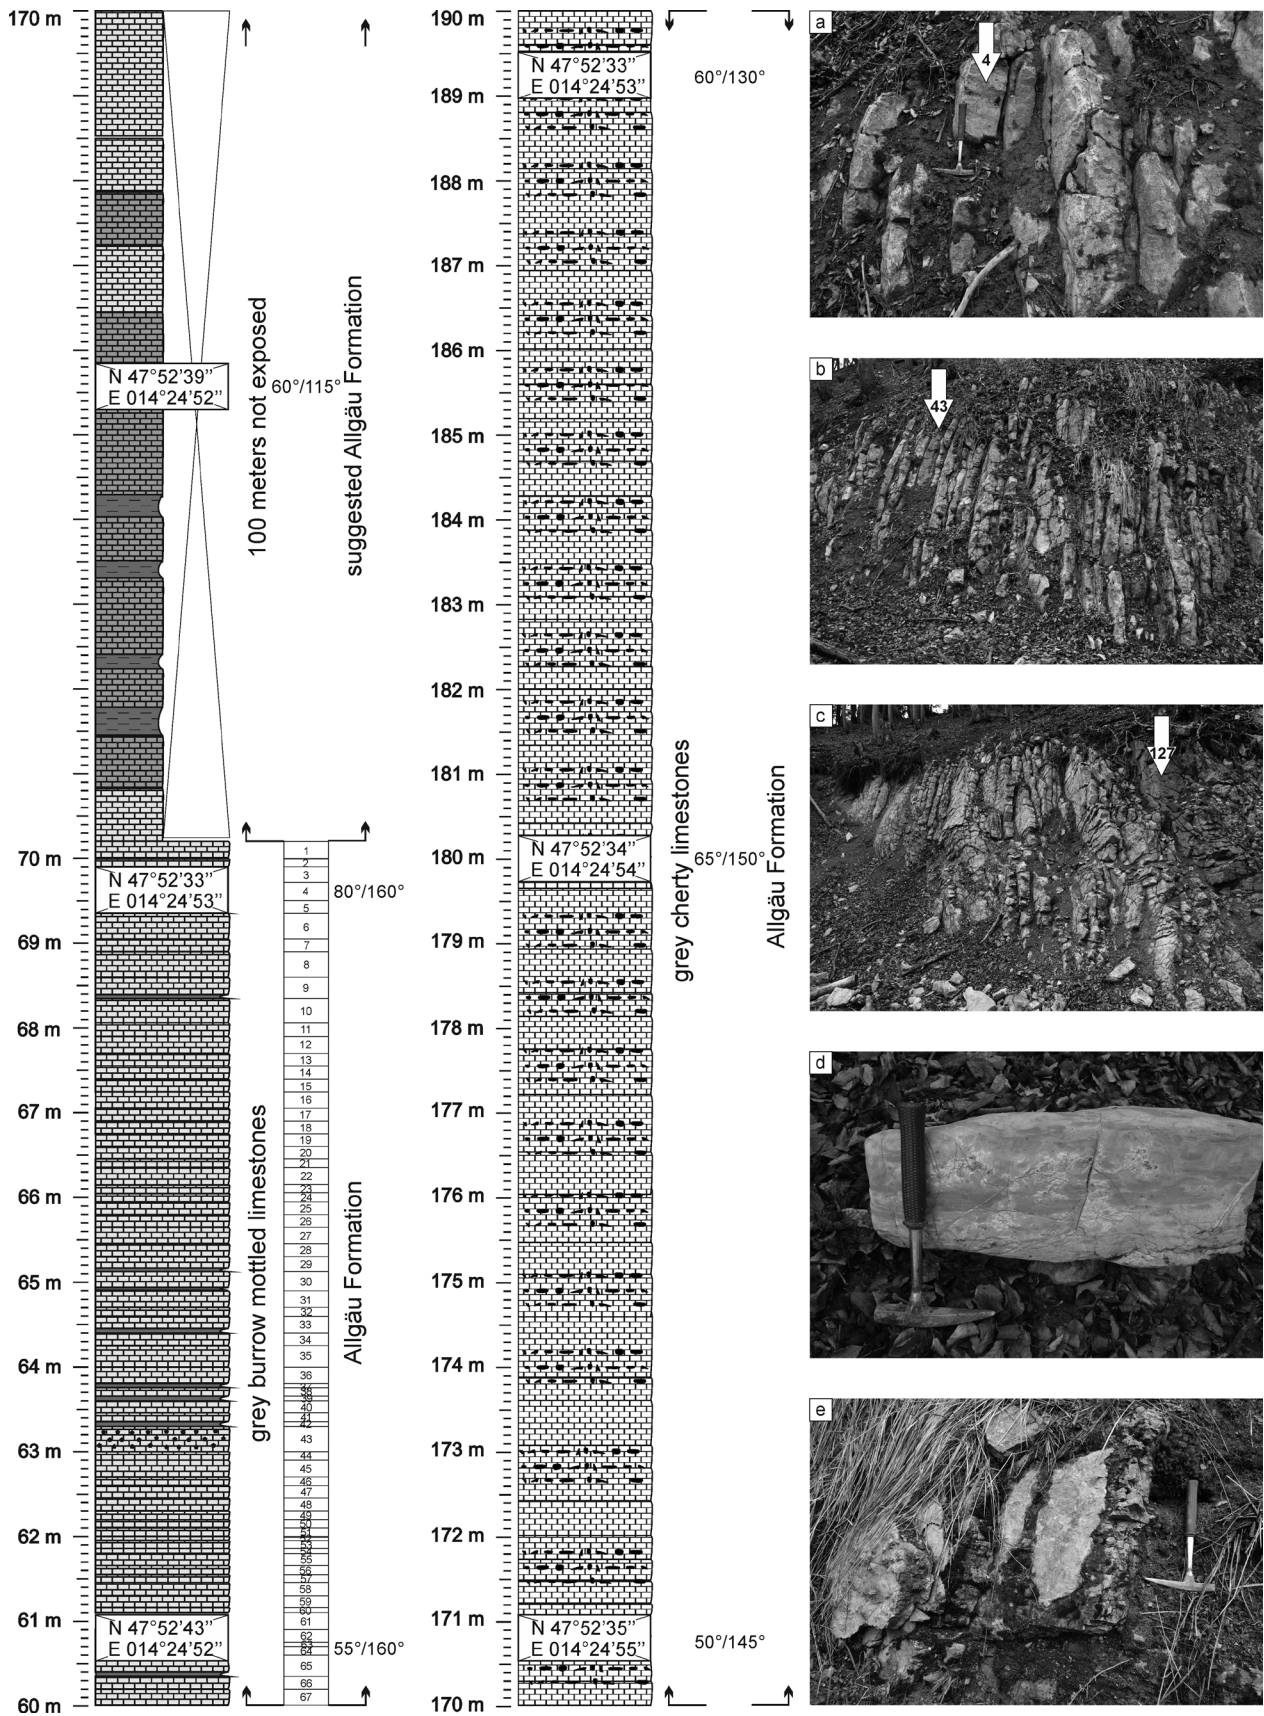 170 m
N 47°52’39’’
E 014°24’52’’
100 meters not exposed
60°/115°
suggested Allgäu Formation
70 m
N 47°52’33’’
E 014°24’53’’
69 m
68 m
67 m
66 m
65 m
64 m
63 m
62 m
61 m
N 47°52’43’’
E 014°24’52’’
60 m
grey burrow mottled limestones
1
2
3
4
5
6
7
8
9
10
11
12
13
14
15
16
17
18
19
20
21
22
23
24
25
26
27
28
29
30
31
32
33
34
35
36
37
38
39
40
41
42
43
44
45
46
47
48
49
50
51
52
53
54
55
56
57
58
59
60
61
62
63
64
65
66
67
80°/160°
55°/160°
Allgäu Formation
190 m
N 47°52’33’’
E 014°24’53’’
189 m
188 m
187 m
186 m
185 m
184 m
183 m
182 m
181 m
N 47°52’34’’
E 014°24’54’’
180 m
179 m
178 m
177 m
176 m
175 m
174 m
173 m
172 m
171 m
N 47°52’35’’
E 014°24’55’’
170 m
60°/130°
65°/150°
50°/145°
grey cherty limestones
Allgäu Formation
a
4
b
43
c
127
d
e